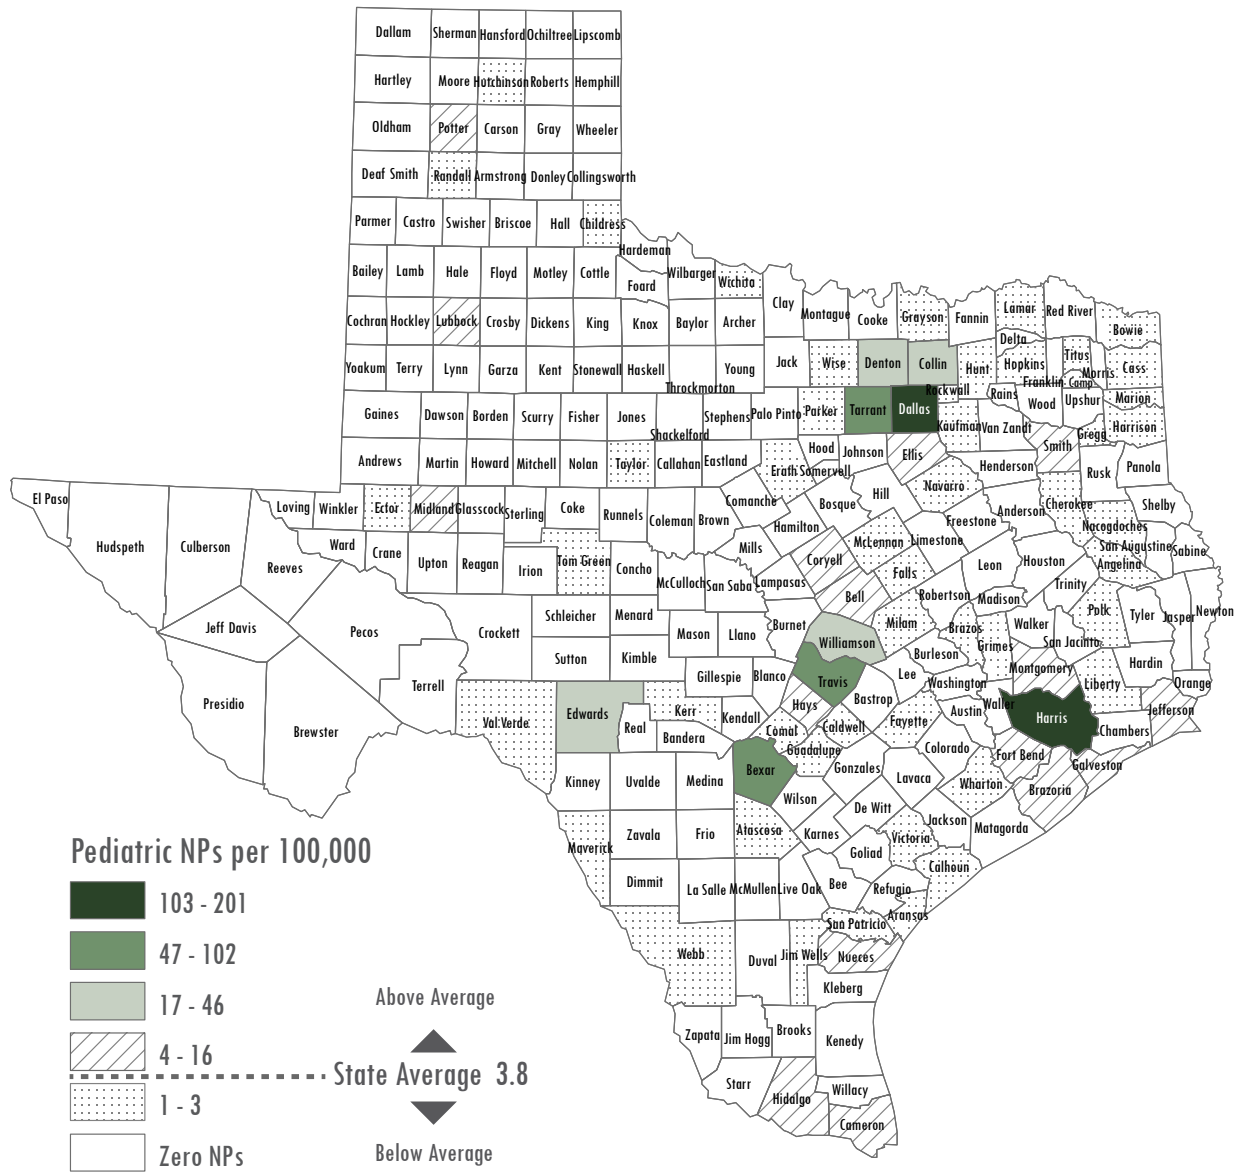 Dallam Sherman Hansford Ochiltree Lipscomb
Hartley Moore Hutchinson Roberts Hemphill
Oldham Potter Carson Gray Wheeler
Deaf Smith Randall Armstrong Donley Collingsworth
Parmer Castro Swisher Briscoe Hall Childress
Hardeman
Bailey Lamb Hale Floyd Motley Cottle Foard Wilbarger Wichita
Clay Montague Cooke Grayson Fannin Lamar Red River Bowie
Cochran Hockley Lubbock Crosby Dickens King Knox Baylor Archer
Delta
Yoakum Terry Lynn Garza Kent Stonewall Haskell Throckmorton Young Jack Wise Denton Collin Hunt Hopkins Franklin Titus Camp Morris Cass
Rockwall Rains Wood Upshur Marion
Gaines Dawson Borden Scurry Fisher Jones Shackelford Stephens Palo Pinto Parker Tarrant Dallas Kaufman Van Zandt Smith Gregg Harrison
Andrews Martin Howard Mitchell Nolan Taylor Callahan Eastland Erath Hood Somervell Johnson Ellis Henderson Rusk Panola
El Paso Hudspeth Culberson Reeves Loving Winkler Ector Midland Glasscock Sterling Coke Runnels Coleman Brown Comanche Bosque Hill Navarro Anderson Cherokee Nacogdoches Shelby
Ward Crane Upton Reagan Irion Tom Green Concho McCulloch San Saba Mills Hamilton Coryell McLennan Limestone Freestone Leon Houston Angelina San Augustine Sabine
Lampasas Bell Falls Robertson Madison Trinity Polk Tyler Jasper Newton
Jeff Davis Pecos Crockett Schleicher Menard Mason Llano Burnet Williamson Milam Brazos Grimes Walker San Jacinto
Sutton Kimble Gillespie Blanco Travis Burleson Lee Washington Montgomery Liberty Hardin Orange
Presidio Brewster Terrell Val Verde Edwards Real Kerr Kendall Hays Bastrop Austin Waller Harris Chambers Jefferson
Bandera Comal Caldwell Fayette Guadalupe Colorado Fort Bend Galveston
Kinney Uvalde Medina Bexar Wilson Gonzales Lavaca Wharton Brazoria
Maverick Zavala Frio Atascosa Karnes De Witt Jackson Matagorda
Goliad Victoria Calhoun
Dimmit La Salle McMullen Live Oak Bee Refugio Aransas
San Patricio
Webb Duval Jim Wells Nueces
Kleberg
Zapata Jim Hogg Brooks Kenedy
Starr Hidalgo Willacy
Cameron
Pediatric NPs per 100,000
103 - 201
47 - 102
17 - 46
4 - 16
1 - 3
Zero NPs
Above Average
State Average 3.8
Below Average